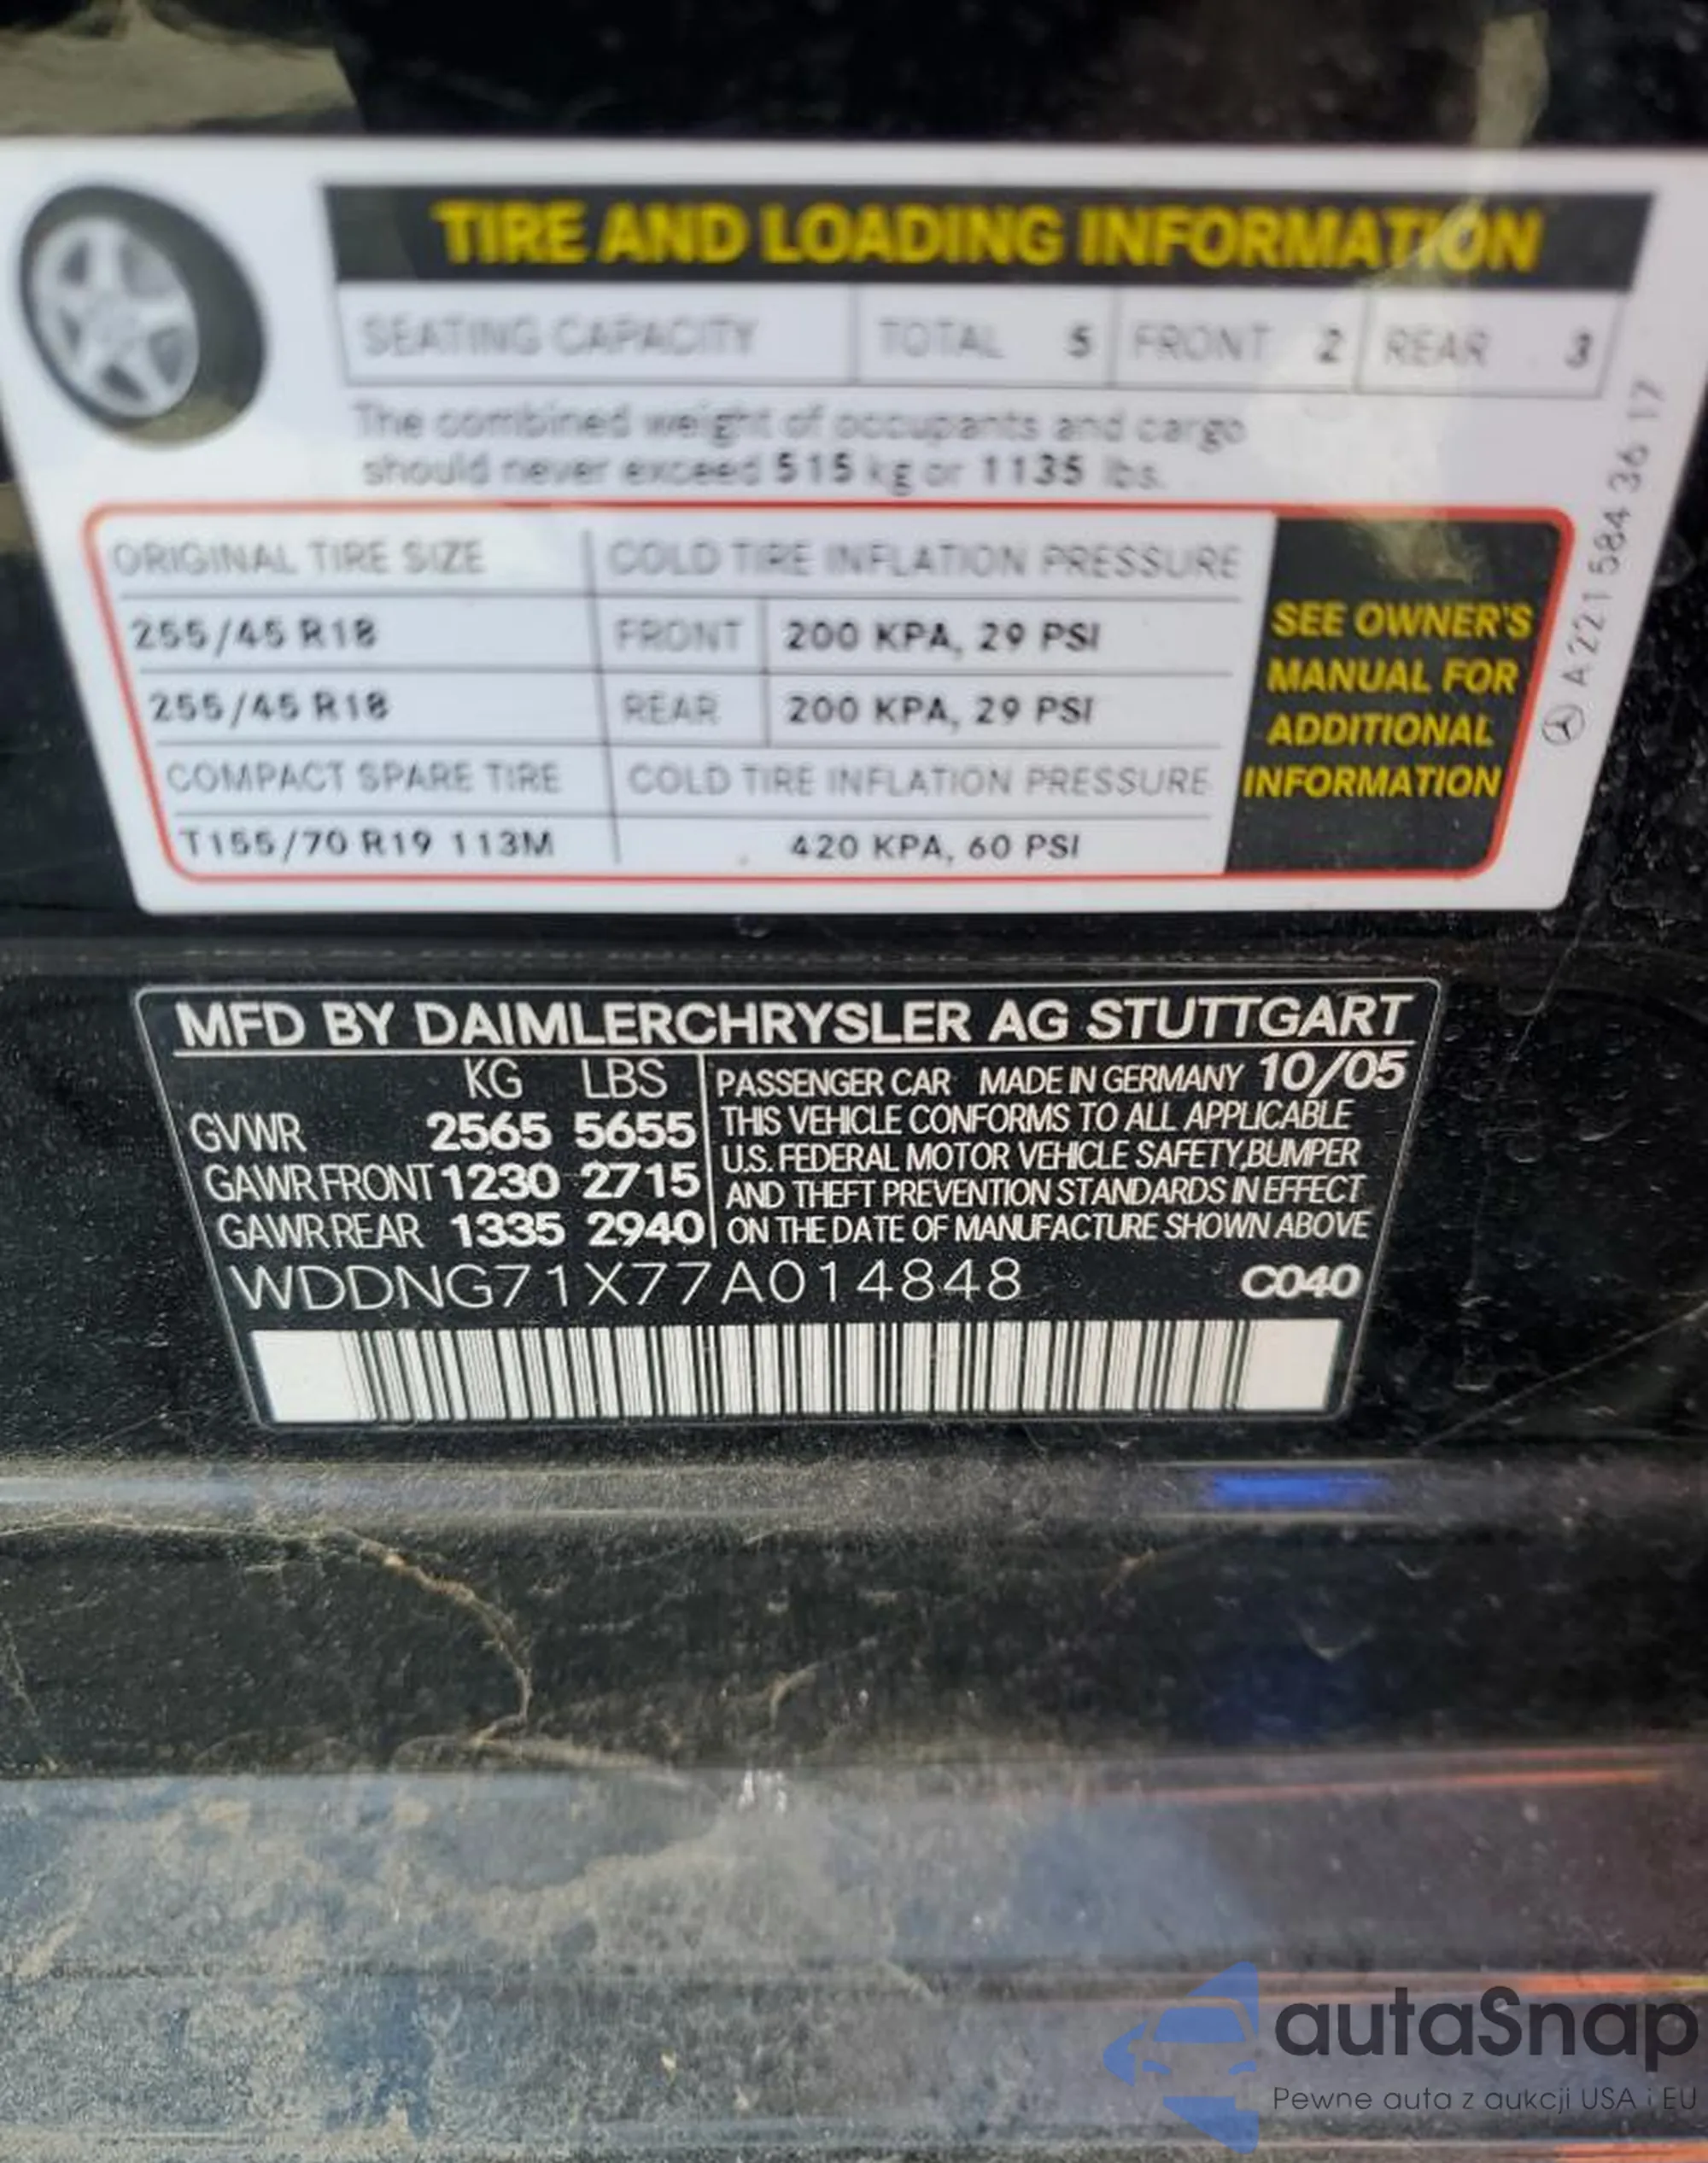 TIRE AND LOADING INFORMATION
SEATING CAPACITY TOTAL 5 FRONT 2 REAR 3
The combined weight of occupants and cargo
should never exceed 515 kg or 1135 lbs.
ORIGINAL TIRE SIZE COLD TIRE INFLATION PRESSURE
255/45 R18 FRONT 200 KPA, 29 PSI
255/45 R18 REAR 200 KPA, 29 PSI
COMPACT SPARE TIRE COLD TIRE INFLATION PRESSURE
T155/70 R19 113M 420 KPA, 60 PSI
SEE OWNER'S
MANUAL FOR
ADDITIONAL
INFORMATION
A 221 584 36 17
MFD BY DAIMLERCHRYSLER AG STUTTGART
KG LBS
GVWR 2565 5655
GAWR FRONT 1230 2715
GAWR REAR 1335 2940
PASSENGER CAR MADE IN GERMANY 10/05
THIS VEHICLE CONFORMS TO ALL APPLICABLE
U.S. FEDERAL MOTOR VEHICLE SAFETY,BUMPER
AND THEFT PREVENTION STANDARDS IN EFFECT
ON THE DATE OF MANUFACTURE SHOWN ABOVE
WDDNG71X77A014848 C040
autaSnap
Pewne auta z aukcji USA i EU